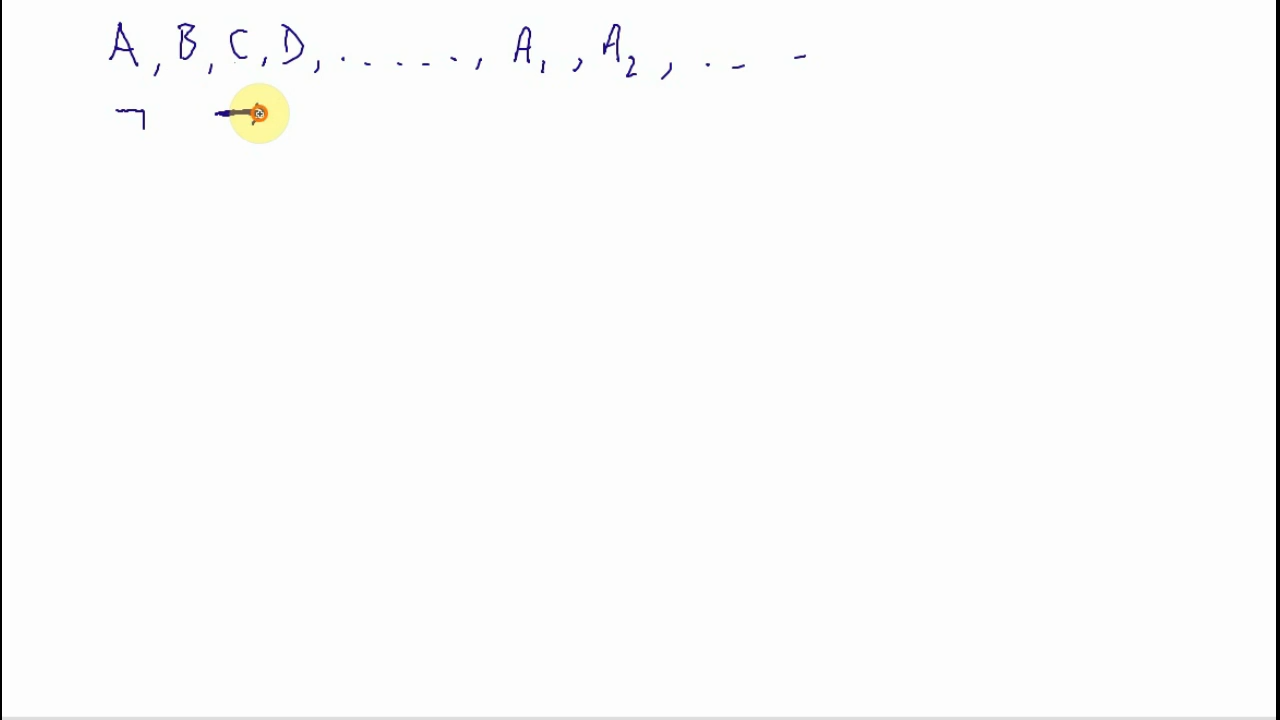 A, B, C, D, . . . . . ., A₁, A₂, . . .
¬ →